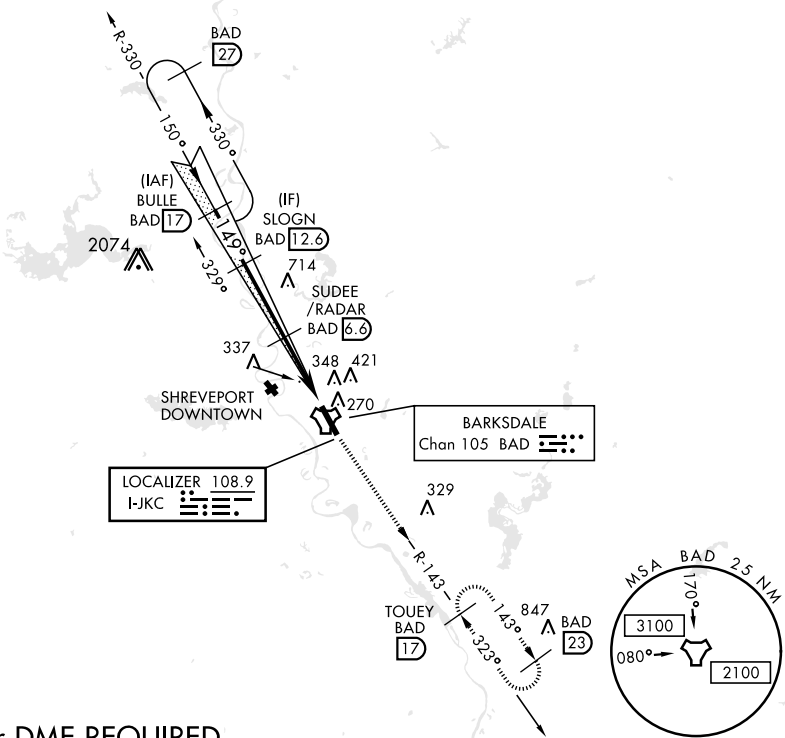 R-330
BAD
27
150°
330°
(IAF)
BULLE
BAD 17
(IF)
SLOGN
BAD 12.6
149°
329°
2074
714
SUDEE
/RADAR
BAD 6.6
337
348
421
270
SHREVEPORT
DOWNTOWN
BARKSDALE
Chan 105 BAD
LOCALIZER 108.9
I-JKC
329
R-143
TOUEY
BAD
17
143°
323°
847
BAD
23
MSA BAD 25 NM
170°
3100
080°
2100
DME REQUIRED